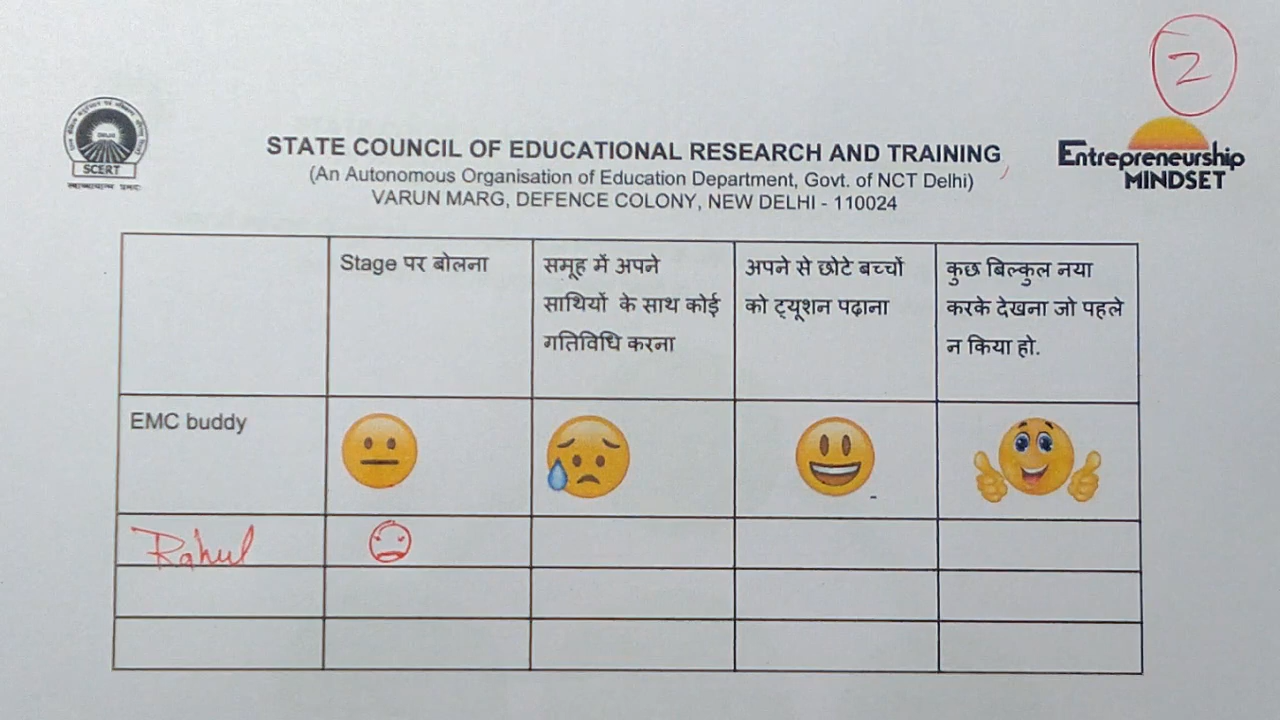 2
SCERT
STATE COUNCIL OF EDUCATIONAL RESEARCH AND TRAINING
(An Autonomous Organisation of Education Department, Govt. of NCT Delhi)
VARUN MARG, DEFENCE COLONY, NEW DELHI - 110024
Entrepreneurship
MINDSET
Stage पर बोलना
समूह में अपने
साथियों के साथ कोई
गतिविधि करना
अपने से छोटे बच्चों
को ट्यूशन पढ़ाना
कुछ बिल्कुल नया
करके देखना जो पहले
न किया हो.
EMC buddy
Rahul